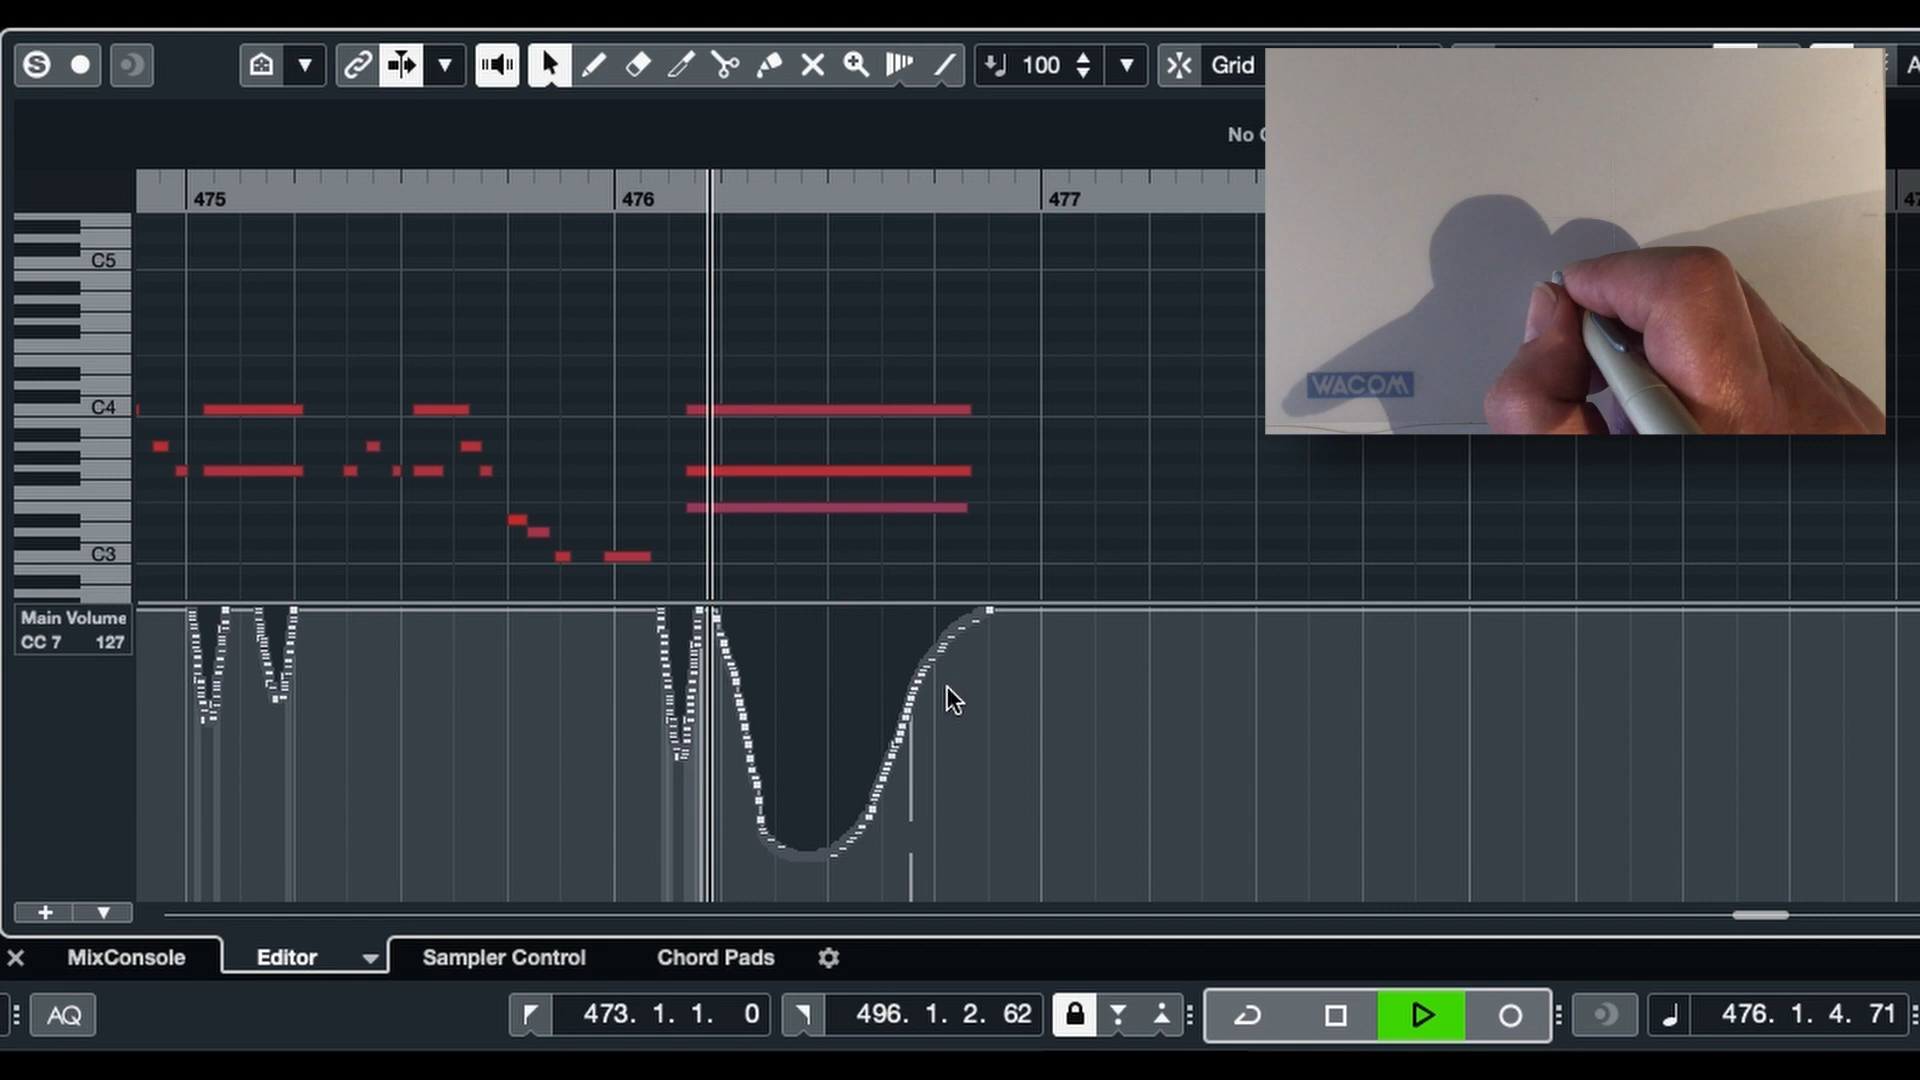 100
Grid
No
475
476
477
C5
C4
C3
Main Volume
CC 7 127
WACOM
MixConsole
Editor
Sampler Control
Chord Pads
AQ
473. 1. 1. 0
496. 1. 2. 62
476. 1. 4. 71